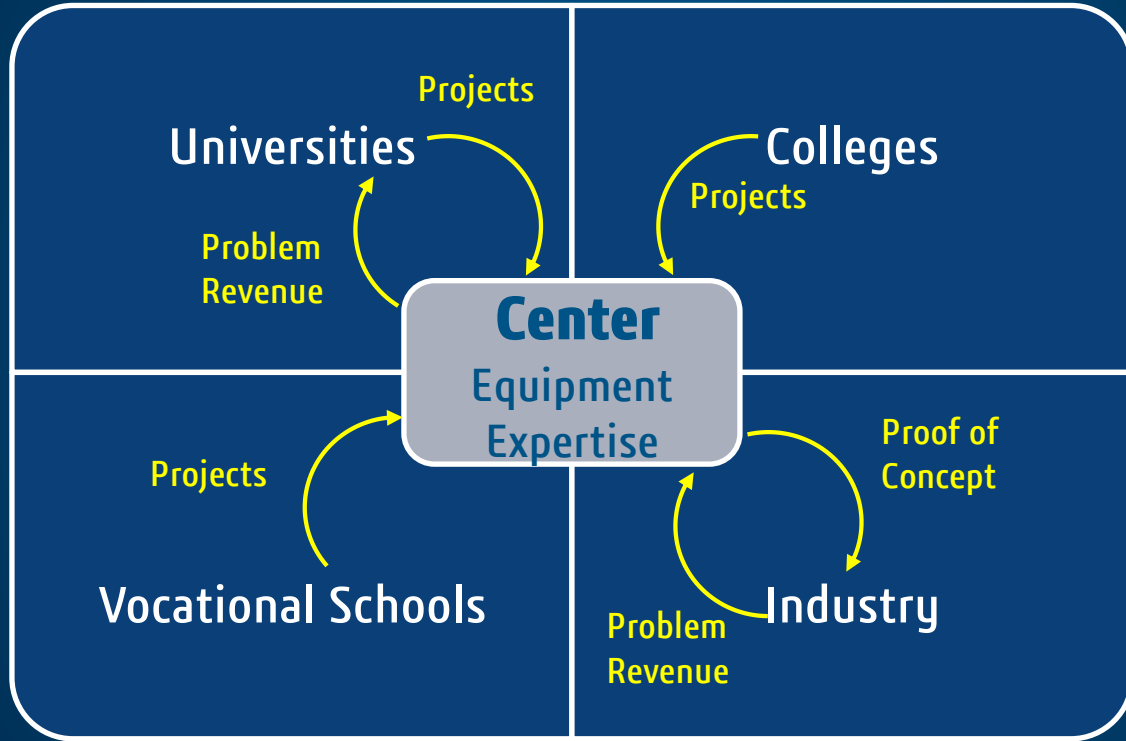 Projects
Universities
Problem
Revenue
Colleges
Projects
Center
Equipment
Expertise
Projects
Vocational Schools
Proof of
Concept
Industry
Problem
Revenue